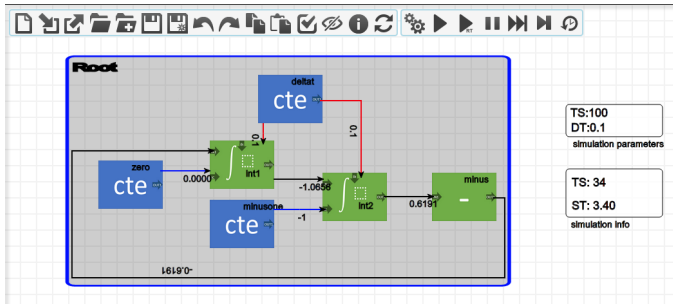 RT
Root
deltat
cte
TS:100
DT:0.1
simulation parameters
0.1
0.1
zero
cte
0.0000
int1
-1.0656
minusone
cte
-1
int2
0.6191
minus
-
TS: 34
ST: 3.40
simulation info
-0.6191